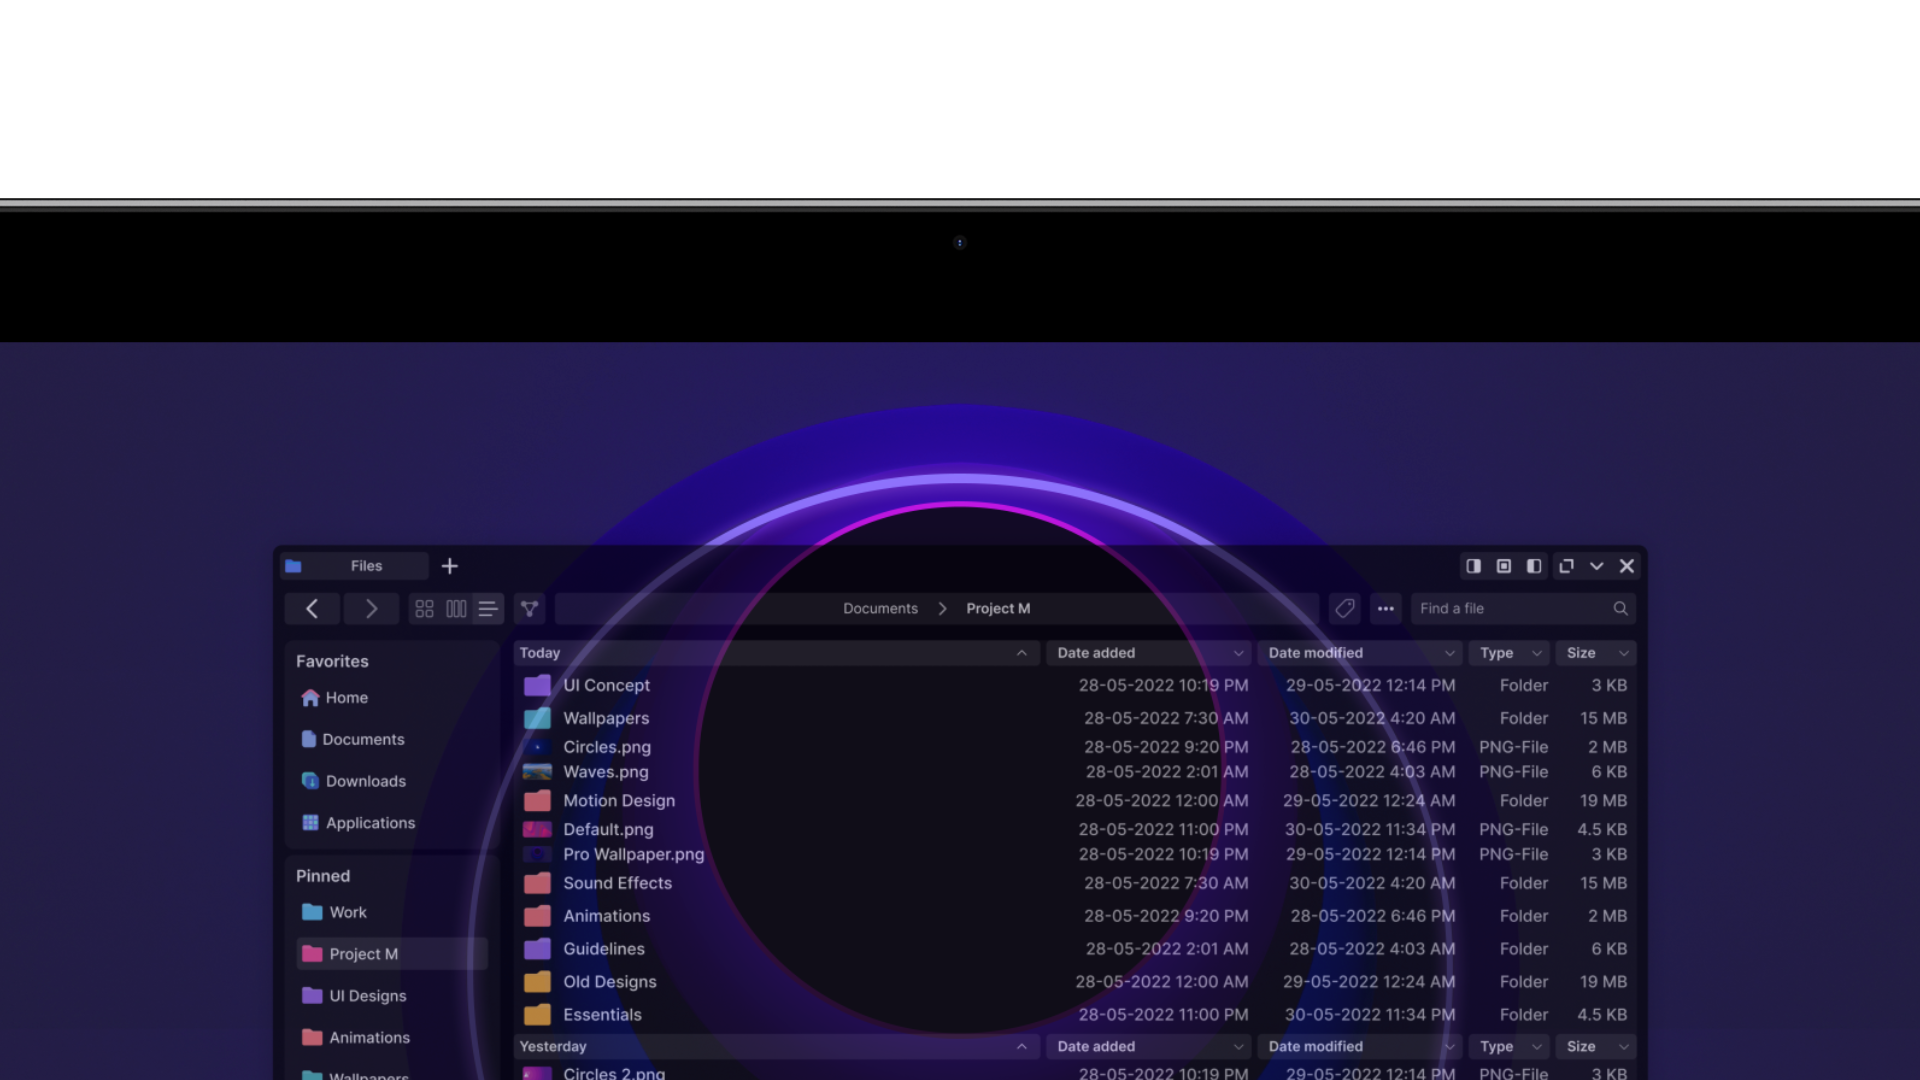 Files
Documents > Project M
Find a file
Favorites
Home
Documents
Downloads
Applications
Pinned
Work
Project M
UI Designs
Animations
Wallpapers
Today Date added Date modified Type Size
UI Concept 28-05-2022 10:19 PM 29-05-2022 12:14 PM Folder 3 KB
Wallpapers 28-05-2022 7:30 AM 30-05-2022 4:20 AM Folder 15 MB
Circles.png 28-05-2022 9:20 PM 28-05-2022 6:46 PM PNG-File 2 MB
Waves.png 28-05-2022 2:01 AM 28-05-2022 4:03 AM PNG-File 6 KB
Motion Design 28-05-2022 12:00 AM 29-05-2022 12:24 AM Folder 19 MB
Default.png 28-05-2022 11:00 PM 30-05-2022 11:34 PM PNG-File 4.5 KB
Pro Wallpaper.png 28-05-2022 10:19 PM 29-05-2022 12:14 PM PNG-File 3 KB
Sound Effects 28-05-2022 7:30 AM 30-05-2022 4:20 AM Folder 15 MB
Animations 28-05-2022 9:20 PM 28-05-2022 6:46 PM Folder 2 MB
Guidelines 28-05-2022 2:01 AM 28-05-2022 4:03 AM Folder 6 KB
Old Designs 28-05-2022 12:00 AM 29-05-2022 12:24 AM Folder 19 MB
Essentials 28-05-2022 11:00 PM 30-05-2022 11:34 PM Folder 4.5 KB
Yesterday Date added Date modified Type Size
Circles 2.png 28-05-2022 10:19 PM 29-05-2022 12:14 PM PNG-File 3 KB